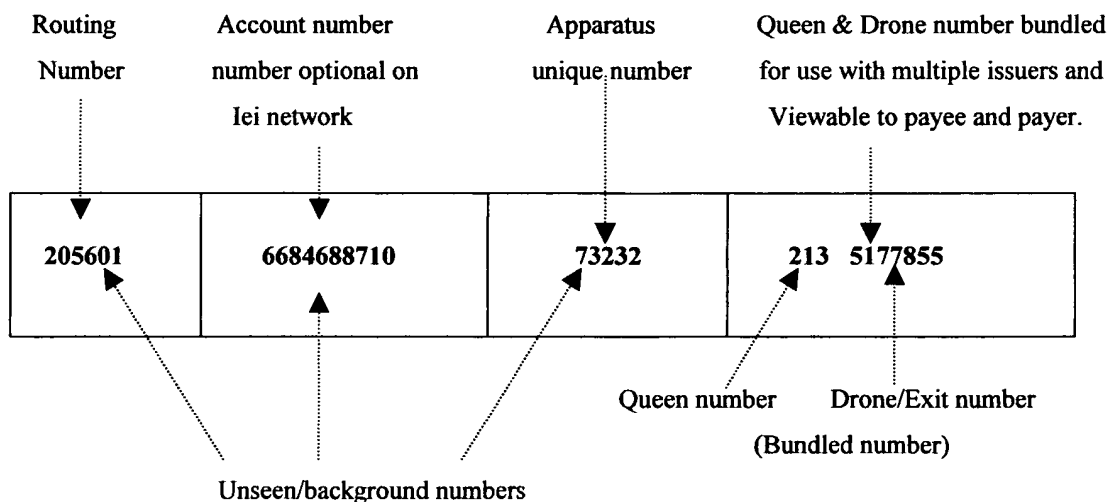 Routing
Number
Account number
number optional on
Iei network
Apparatus
unique number
Queen & Drone number bundled
for use with multiple issuers and
Viewable to payee and payer.
205601
6684688710
73232
213 5177855
Queen number
Drone/Exit number
(Bundled number)
Unseen/background numbers